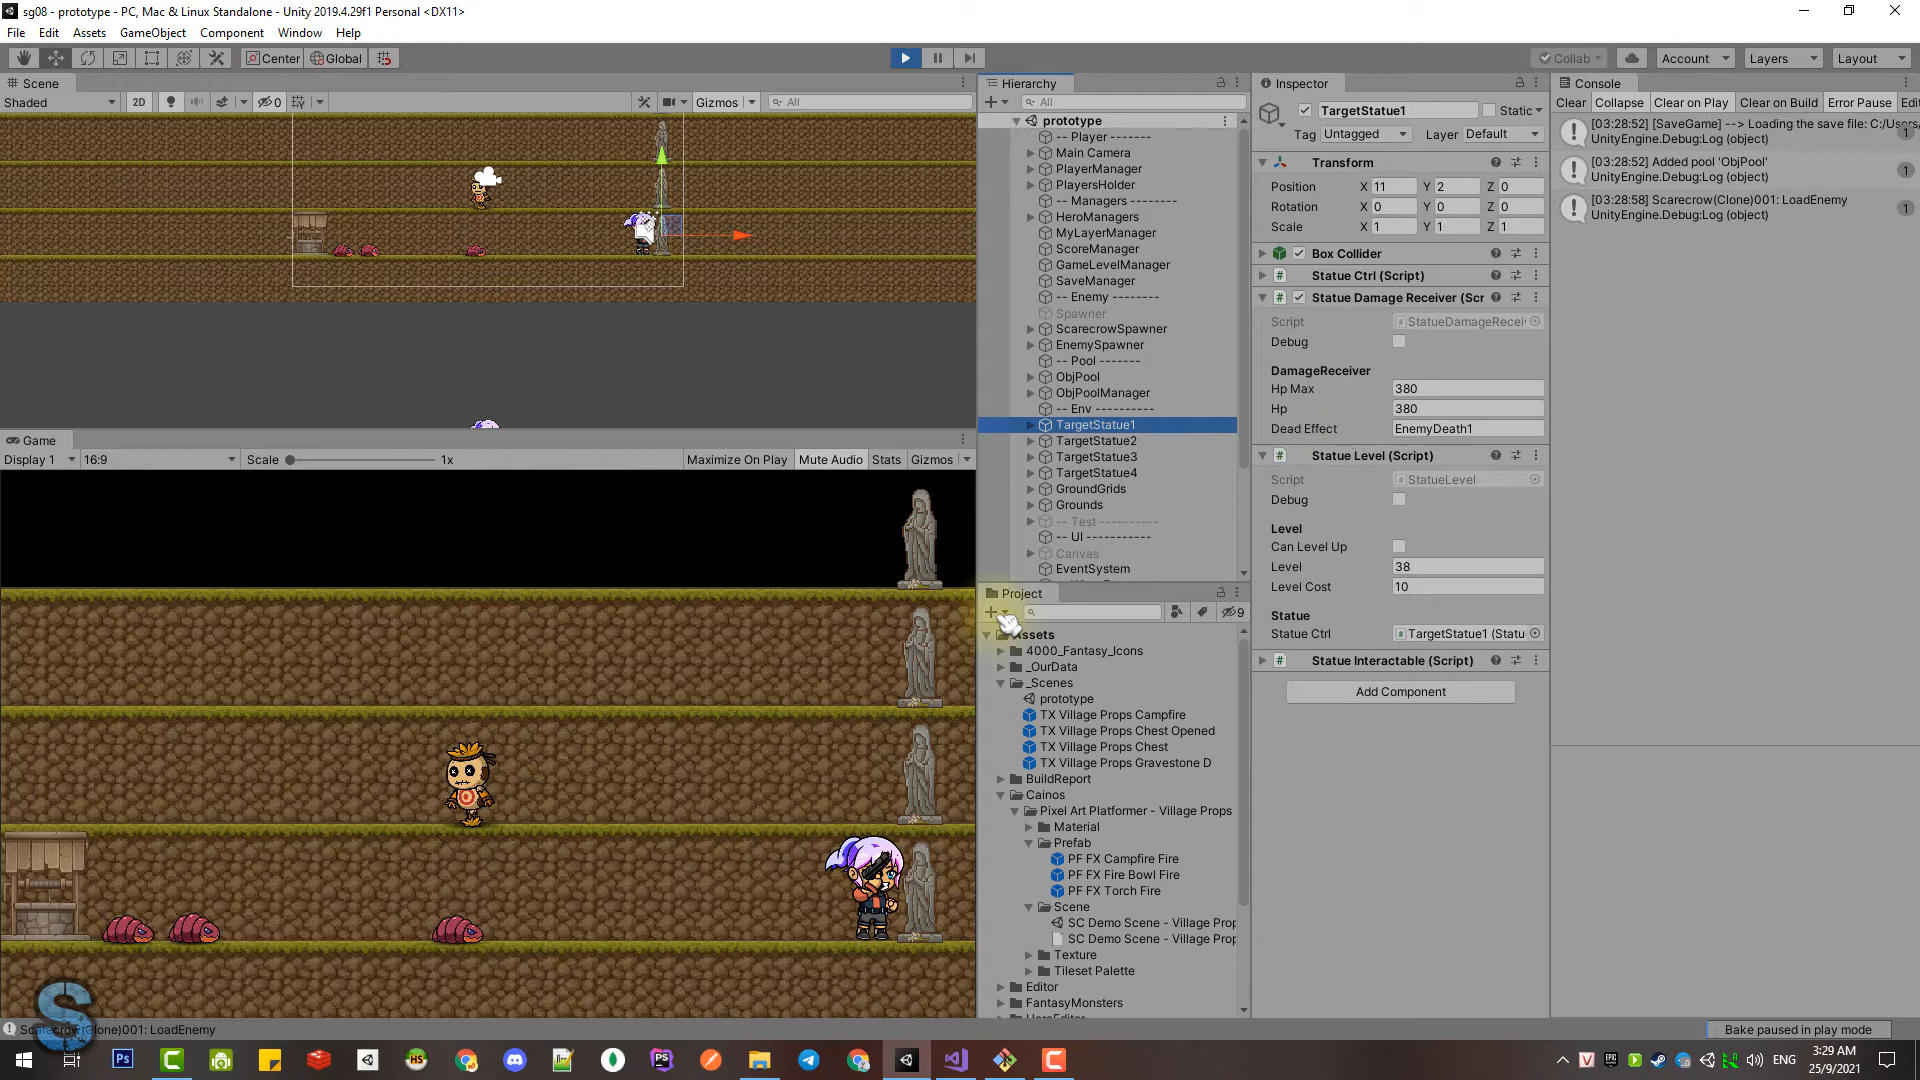 sg08 - prototype - PC, Mac & Linux Standalone - Unity 2019.4.29f1 Personal <DX11>
File Edit Assets GameObject Component Window Help
Center Global Collab Account Layers Layout
Scene
Shaded 2D 0 Gizmos All
Game
Display 1 16:9 Scale 1x Maximize On Play Mute Audio Stats Gizmos
Hierarchy
All
prototype
-- Player -------
Main Camera
PlayerManager
PlayersHolder
-- Managers --------
HeroManagers
MyLayerManager
ScoreManager
GameLevelManager
SaveManager
-- Enemy --------
Spawner
ScarecrowSpawner
EnemySpawner
-- Pool -------
ObjPool
ObjPoolManager
-- Env ----------
TargetStatue1
TargetStatue2
TargetStatue3
TargetStatue4
GroundGrids
Grounds
-- Test ----------
-- UI -----------
Canvas
EventSystem
Project
9
Assets
4000_Fantasy_Icons
_OurData
_Scenes
prototype
TX Village Props Campfire
TX Village Props Chest Opened
TX Village Props Chest
TX Village Props Gravestone D
BuildReport
Cainos
Pixel Art Platformer - Village Props
Material
Prefab
PF FX Campfire Fire
PF FX Fire Bowl Fire
PF FX Torch Fire
Scene
SC Demo Scene - Village Prop
SC Demo Scene - Village Prop
Texture
Tileset Palette
Editor
FantasyMonsters
Inspector
TargetStatue1 Static
Tag Untagged Layer Default
Transform
Position X 11 Y 2 Z 0
Rotation X 0 Y 0 Z 0
Scale X 1 Y 1 Z 1
Box Collider
Statue Ctrl (Script)
Statue Damage Receiver (Scr
Script StatueDamageRecei
Debug
DamageReceiver
Hp Max 380
Hp 380
Dead Effect EnemyDeath1
Statue Level (Script)
Script StatueLevel
Debug
Level
Can Level Up
Level 38
Level Cost 10
Statue
Statue Ctrl TargetStatue1 (Statu
Statue Interactable (Script)
Add Component
Console
Clear Collapse Clear on Play Clear on Build Error Pause Edi
[03:28:52] [SaveGame] --> Loading the save file: C:/Users/
UnityEngine.Debug:Log (object) 1
[03:28:52] Added pool 'ObjPool'
UnityEngine.Debug:Log (object) 1
[03:28:58] Scarecrow(Clone)001: LoadEnemy
UnityEngine.Debug:Log (object) 1
Scarecrow(Clone)001: LoadEnemy
Bake paused in play mode
ENG
3:29 AM
25/9/2021